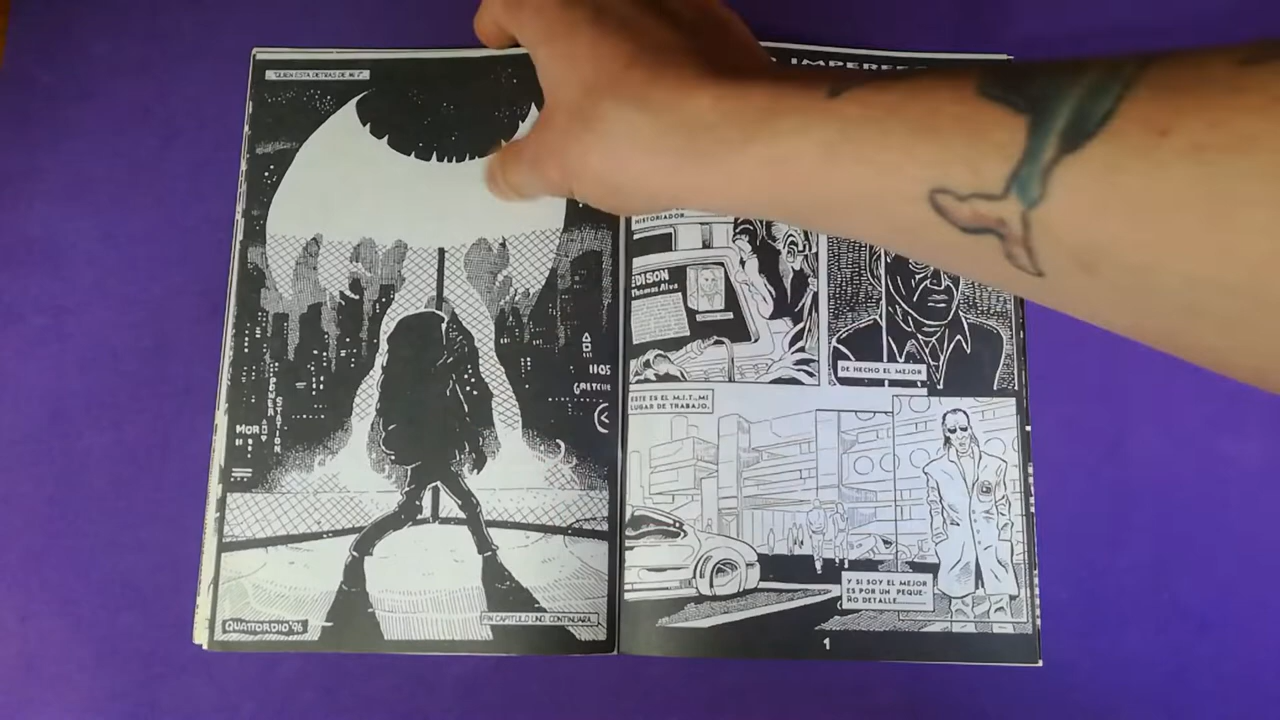 ..."QUIEN ESTA DETRAS DE MI ?"...
1105
GRETCHE
POWER
STATION
MOR
QUATTORDIO'96
FIN CAPITULO UNO. CONTINUARA...
IMPERFE
HISTORIADOR
EDISON
Thomas Alva
DE HECHO EL MEJOR
ESTE ES EL M.I.T., MI
LUGAR DE TRABAJO.
Y SI SOY EL MEJOR
ES POR UN PEQUE-
ÑO DETALLE
1